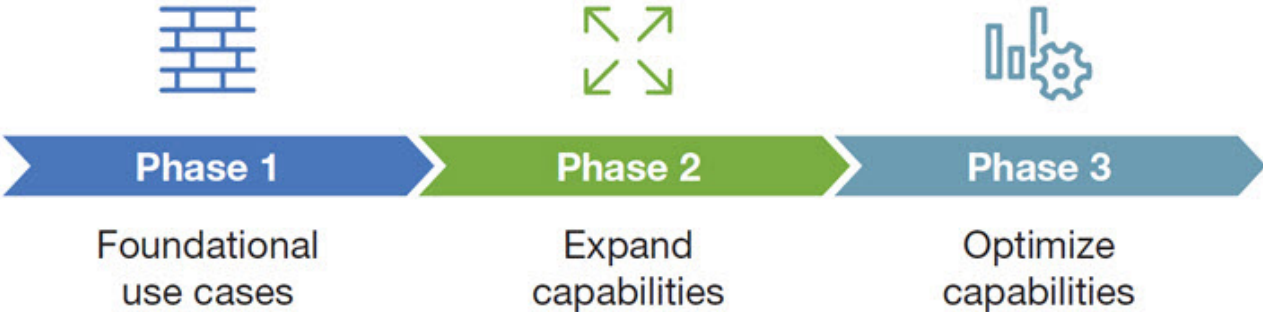 Phase 1
Phase 2
Phase 3
Foundational
use cases
Expand
capabilities
Optimize
capabilities